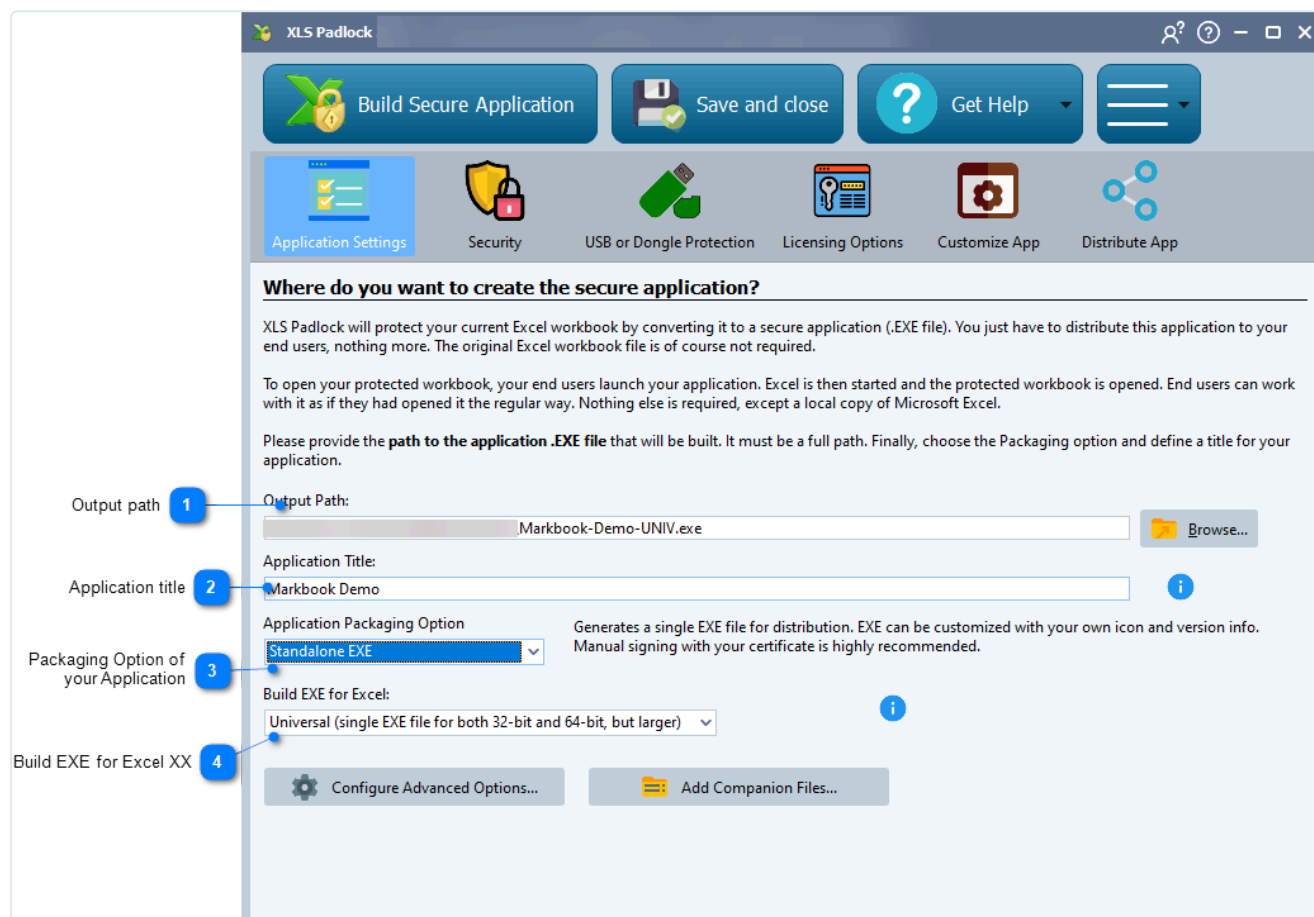 XLS Padlock
Build Secure Application
Save and close
Get Help
Application Settings
Security
USB or Dongle Protection
Licensing Options
Customize App
Distribute App
Where do you want to create the secure application?
XLS Padlock will protect your current Excel workbook by converting it to a secure application (.EXE file). You just have to distribute this application to your
end users, nothing more. The original Excel workbook file is of course not required.
To open your protected workbook, your end users launch your application. Excel is then started and the protected workbook is opened. End users can work
with it as if they had opened it the regular way. Nothing else is required, except a local copy of Microsoft Excel.
Please provide the path to the application .EXE file that will be built. It must be a full path. Finally, choose the Packaging option and define a title for your
application.
Output path 1
Output Path:
Markbook-Demo-UNIV.exe
Browse...
Application Title:
Application title 2
Markbook Demo
Application Packaging Option
Standalone EXE
Generates a single EXE file for distribution. EXE can be customized with your own icon and version info.
Manual signing with your certificate is highly recommended.
Packaging Option of
your Application 3
Build EXE for Excel:
Universal (single EXE file for both 32-bit and 64-bit, but larger)
Build EXE for Excel XX 4
Configure Advanced Options...
Add Companion Files...